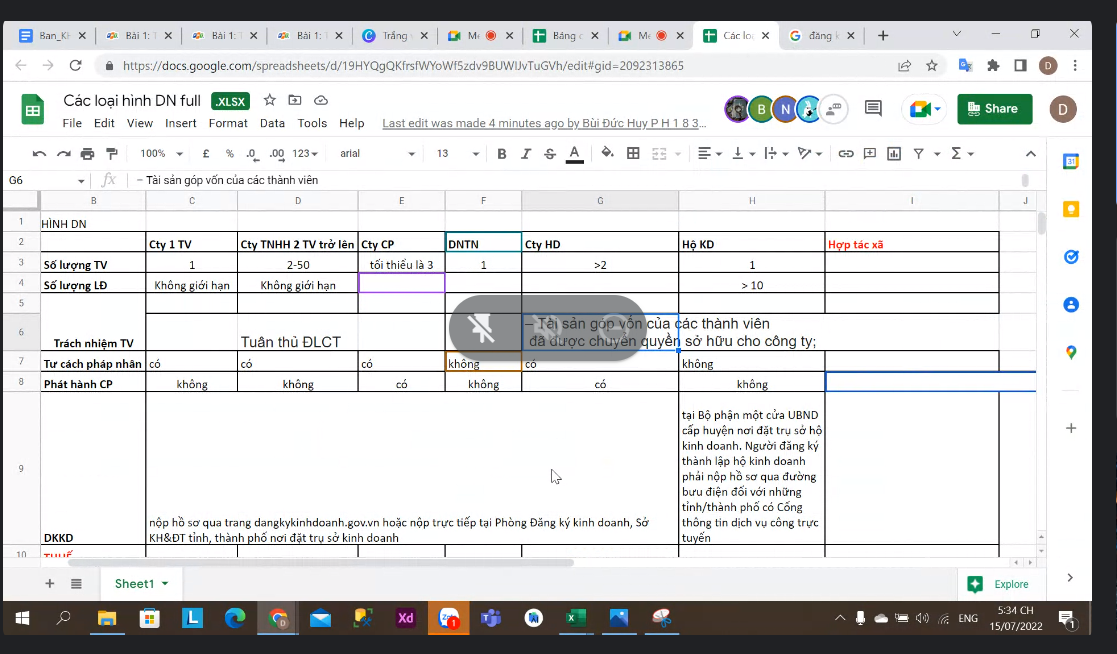 Ban_Kh
Bài 1: 1
Bài 1: 1
Bài 1: 1
Trắng
Me
Bảng c
Me
Các loạ
đăng k
https://docs.google.com/spreadsheets/d/19HYQgQKfrsfWYoWf5zdv9BUWlJvTuGVh/edit#gid=2092313865
D
Các loại hình DN full .XLSX
File Edit View Insert Format Data Tools Help
Last edit was made 4 minutes ago by Bùi Đức Huy P H 1 8 3...
B N Share D
100% £ % .0 .00 123 arial 13 B I S A
G6 fx – Tài sản góp vốn của các thành viên
B C D E F G H I J
1 HÌNH DN
2 Cty 1 TV Cty TNHH 2 TV trở lên Cty CP DNTN Cty HD Hộ KD Hợp tác xã
3 Số lượng TV 1 2-50 tối thiểu là 3 1 >2 1
4 Số lượng LĐ Không giới hạn Không giới hạn > 10
5
6 Trách nhiệm TV Tuân thủ ĐLCT
– Tài sản góp vốn của các thành viên
đã được chuyển quyền sở hữu cho công ty;
7 Tư cách pháp nhân có có có không có không
8 Phát hành CP không không có không có không
9 DKKD
nộp hồ sơ qua trang dangkykinhdoanh.gov.vn hoặc nộp trực tiếp tại Phòng Đăng ký kinh doanh, Sở
KH&ĐT tỉnh, thành phố nơi đặt trụ sở kinh doanh
tại Bộ phận một cửa UBND
cấp huyện nơi đặt trụ sở hộ
kinh doanh. Người đăng ký
thành lập hộ kinh doanh
phải nộp hồ sơ qua đường
bưu điện đối với những
tỉnh/thành phố có Cổng
thông tin dịch vụ công trực
tuyến
10 THUẾ
Sheet1
Explore
31
L Xd 1
ENG
5:34 CH
15/07/2022
1